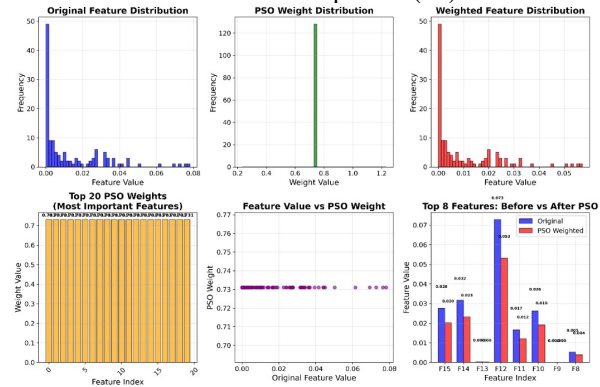 Original Feature Distribution
50
40
30
20
10
0
Frequency
0.00 0.02 0.04 0.06 0.08
Feature Value
PSO Weight Distribution
120
100
80
60
40
20
0
Frequency
0.2 0.4 0.6 0.8 1.0 1.2
Weight Value
Weighted Feature Distribution
50
40
30
20
10
0
Frequency
0.00 0.01 0.02 0.03 0.04 0.05
Feature Value
Top 20 PSO Weights
(Most Important Features)
0.7
0.6
0.5
0.4
0.3
0.2
0.1
0.0
Weight Value
0 5 10 15 20
Feature Index
Feature Value vs PSO Weight
0.77
0.76
0.75
0.74
0.73
0.72
0.71
0.70
PSO Weight
0.00 0.02 0.04 0.06 0.08
Original Feature Value
Top 8 Features: Before vs After PSO
Original
PSO Weighted
0.07
0.06
0.05
0.04
0.03
0.02
0.01
0.00
Feature Value
0.028
0.020
0.032
0.023
0.073
0.053
0.017
0.012
0.026
0.019
0.005
0.004
F15 F14 F13 F12 F11 F10 F9 F8
Feature Index